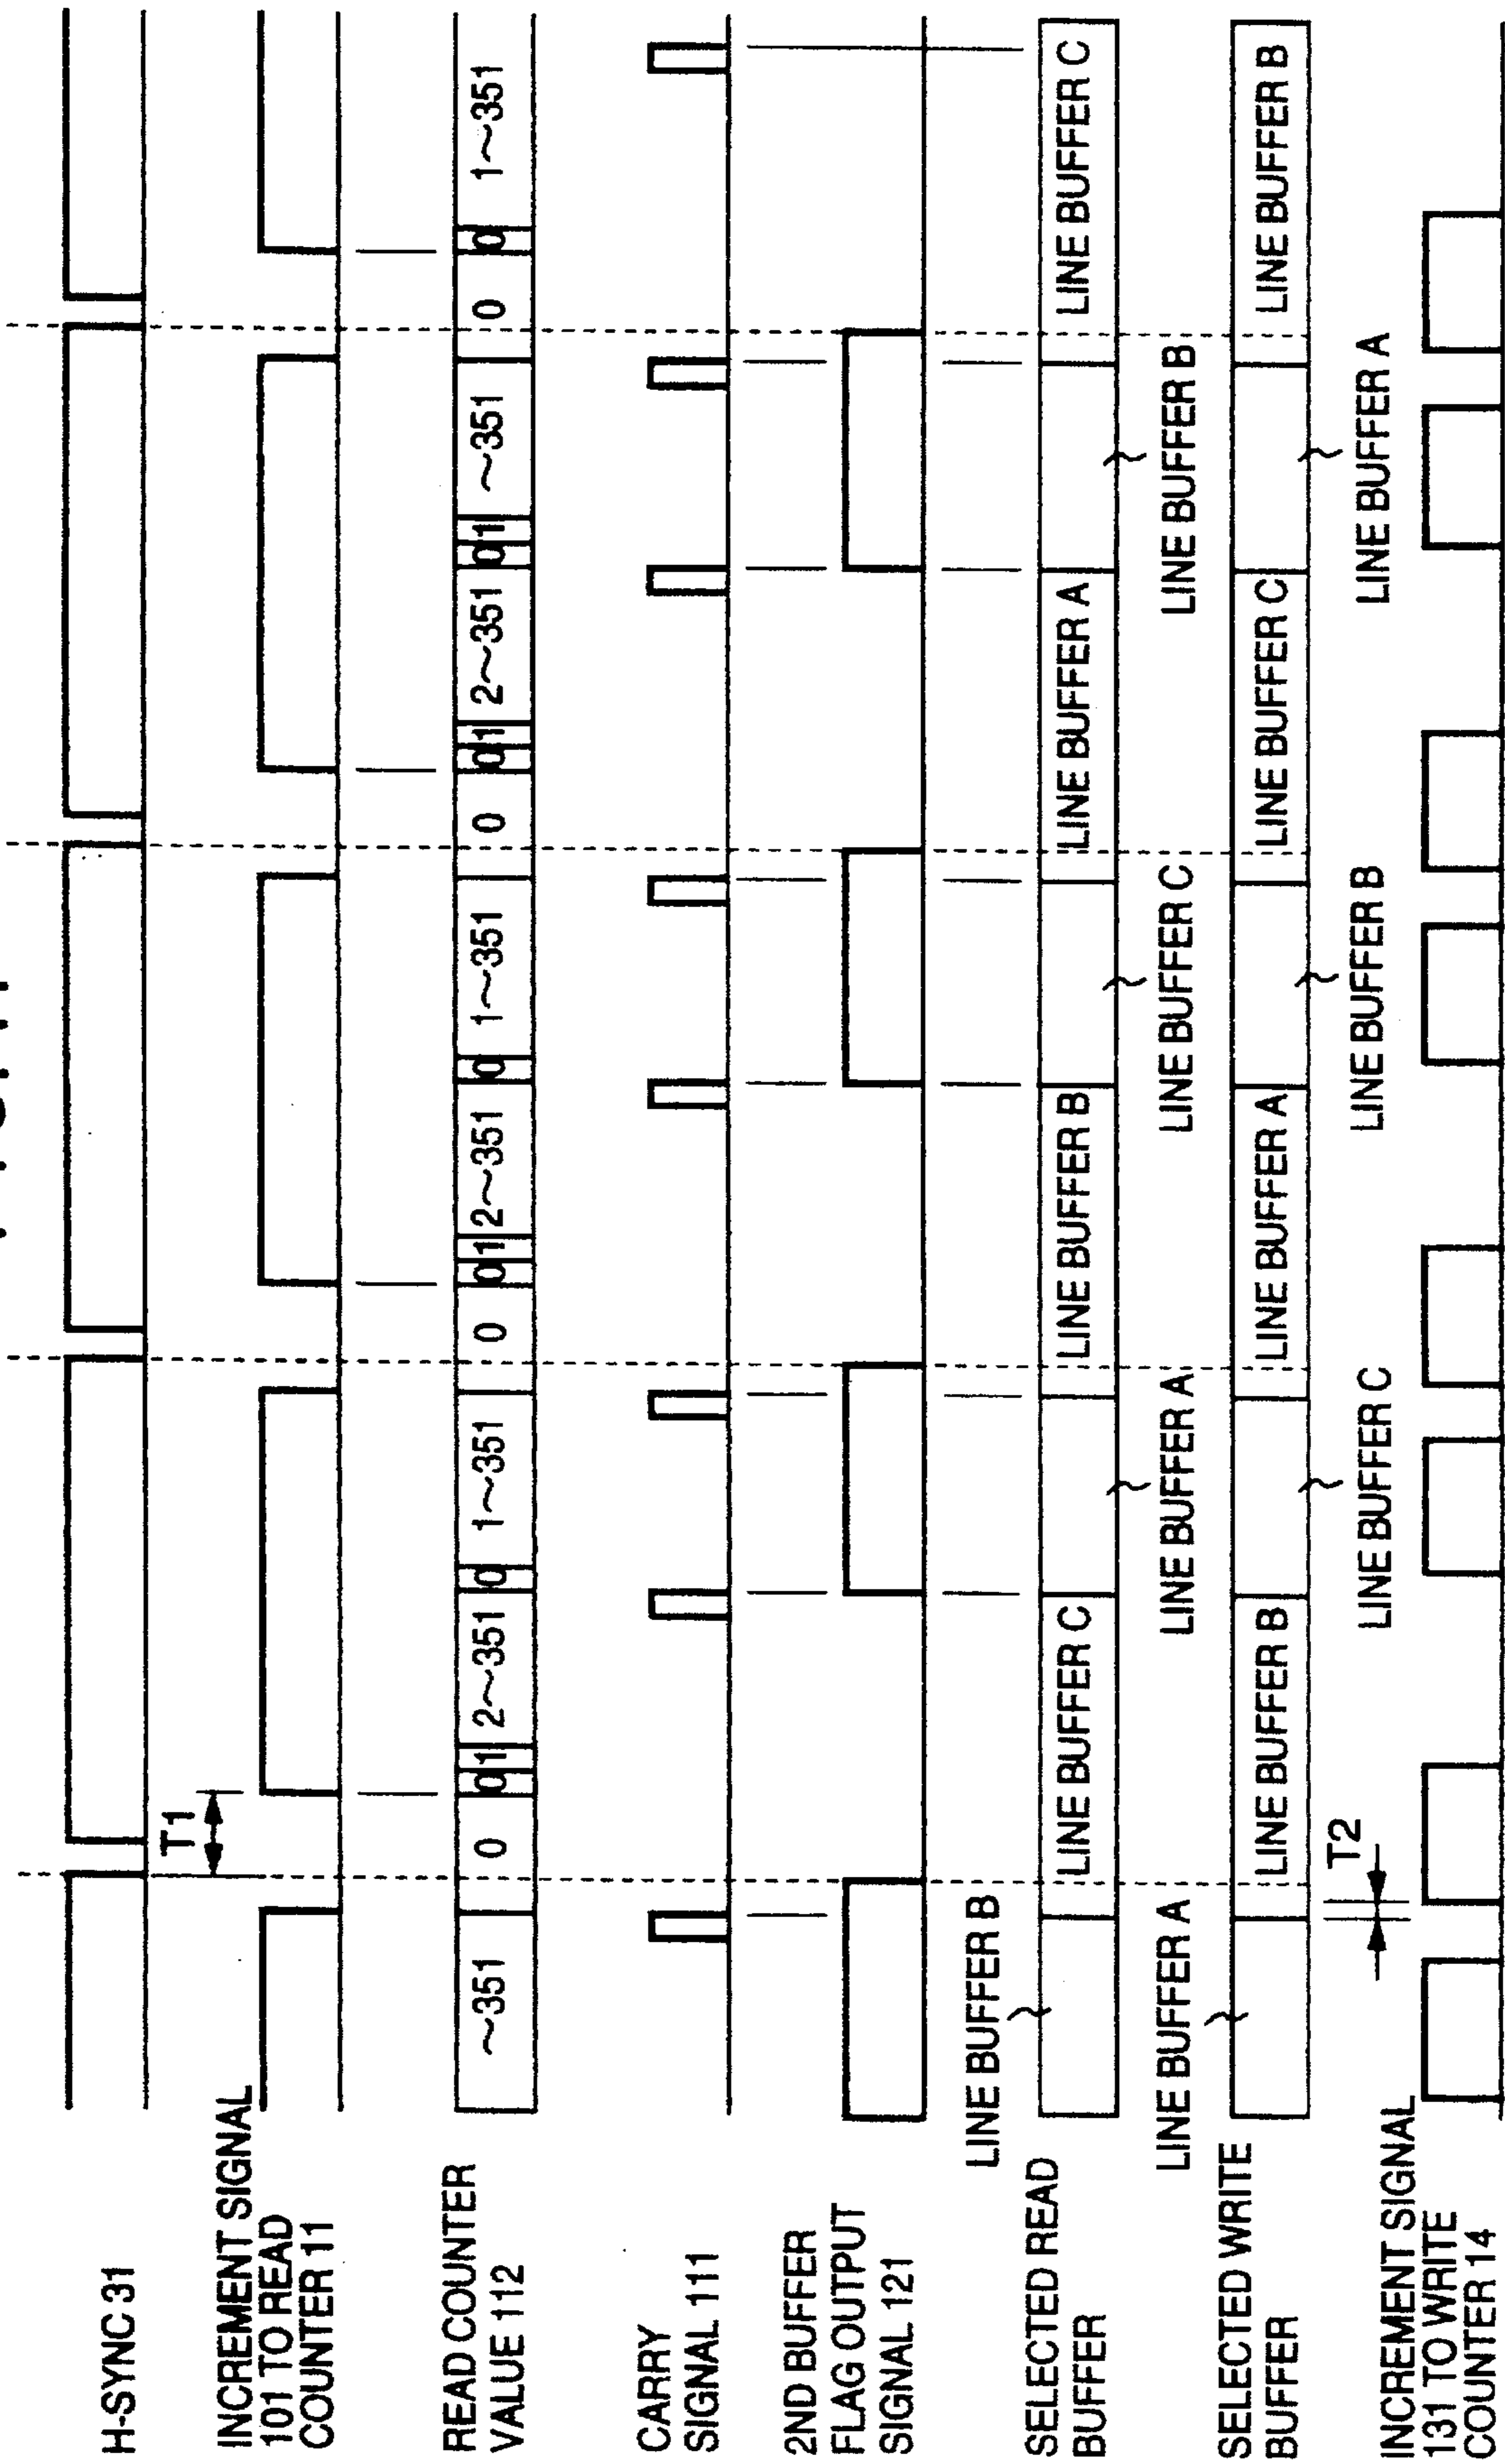 H-SYNC 31
T1
INCREMENT SIGNAL
101 TO READ
COUNTER 11
READ COUNTER
VALUE 112
~351 0 0 1 2~351 0 1~351 0 0 1 2~351 0 1~351 0 0 1 2~351 0 1 ~351 0 0 1~351
CARRY
SIGNAL 111
2ND BUFFER
FLAG OUTPUT
SIGNAL 121
LINE BUFFER B
SELECTED READ
BUFFER
LINE BUFFER C LINE BUFFER B LINE BUFFER A LINE BUFFER C
LINE BUFFER A LINE BUFFER A LINE BUFFER C LINE BUFFER B
SELECTED WRITE
BUFFER
LINE BUFFER B LINE BUFFER A LINE BUFFER C LINE BUFFER B
T2
LINE BUFFER C LINE BUFFER B LINE BUFFER A
INCREMENT SIGNAL
131 TO WRITE
COUNTER 14